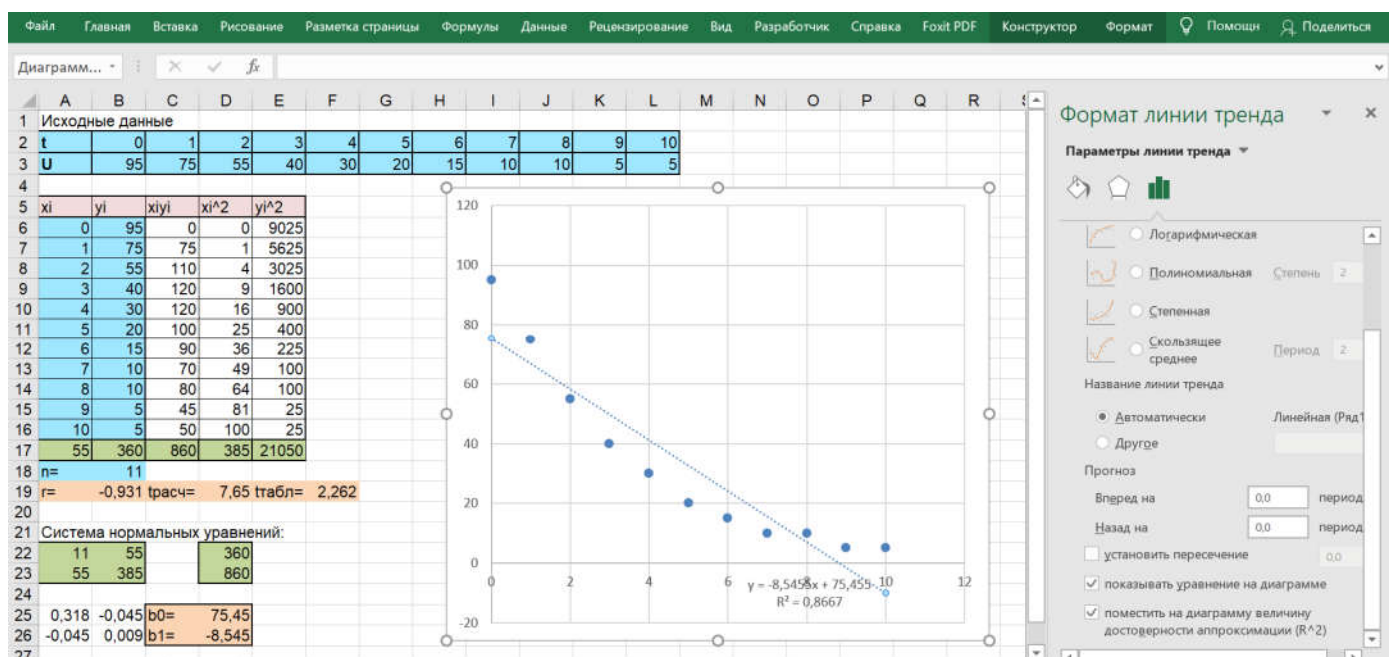 Файл Главная Вставка Рисование Разметка страницы Формулы Данные Рецензирование Вид Разработчик Справка Foxit PDF Конструктор Формат Помощн Поделиться
Диаграмм... fx
A B C D E F G H I J K L M N O P Q R
1 Исходные данные
2 t 0 1 2 3 4 5 6 7 8 9 10
3 U 95 75 55 40 30 20 15 10 10 5 5
4
5 xi yi xiyi xi^2 yi^2
6 0 95 0 0 9025
7 1 75 75 1 5625
8 2 55 110 4 3025
9 3 40 120 9 1600
10 4 30 120 16 900
11 5 20 100 25 400
12 6 15 90 36 225
13 7 10 70 49 100
14 8 10 80 64 100
15 9 5 45 81 25
16 10 5 50 100 25
17 55 360 860 385 21050
18 n= 11
19 r= -0,931 tрасч= 7,65 tтабл= 2,262
20
21 Система нормальных уравнений:
22 11 55 360
23 55 385 860
24
25 0,318 -0,045 b0= 75,45
26 -0,045 0,009 b1= -8,545
27
120
100
80
60
40
20
0
-20
0 2 4 6 8 10 12
y = -8,5455x + 75,455
R² = 0,8667
Формат линии тренда
Параметры линии тренда
Логарифмическая
Полиномиальная Степень 2
Степенная
Скользящее
среднее Период 2
Название линии тренда
Автоматически Линейная (Ряд1
Другое
Прогноз
Вперед на 0,0 период
Назад на 0,0 период
установить пересечение 0,0
показывать уравнение на диаграмме
поместить на диаграмму величину
достоверности аппроксимации (R^2)